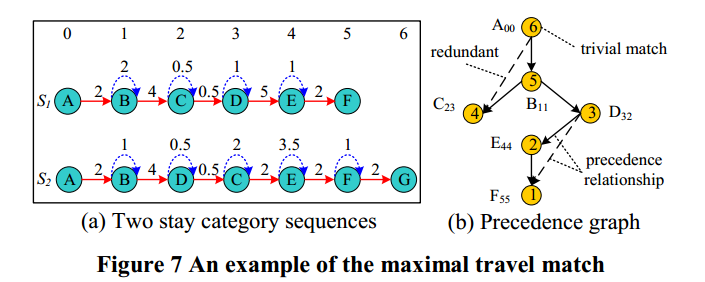 0 1 2 3 4 5 6
2 0.5 1 1
S1 A 2 B 4 C 0.5 D 5 E 2 F
1 0.5 2 3.5 1
S2 A 2 B 4 D 0.5 C 2 E 2 F 2 G
(a) Two stay category sequences
A00 6
redundant
trivial match
5
C23 4 B11 3 D32
E44 2
precedence
relationship
F55 1
(b) Precedence graph
Figure 7 An example of the maximal travel match